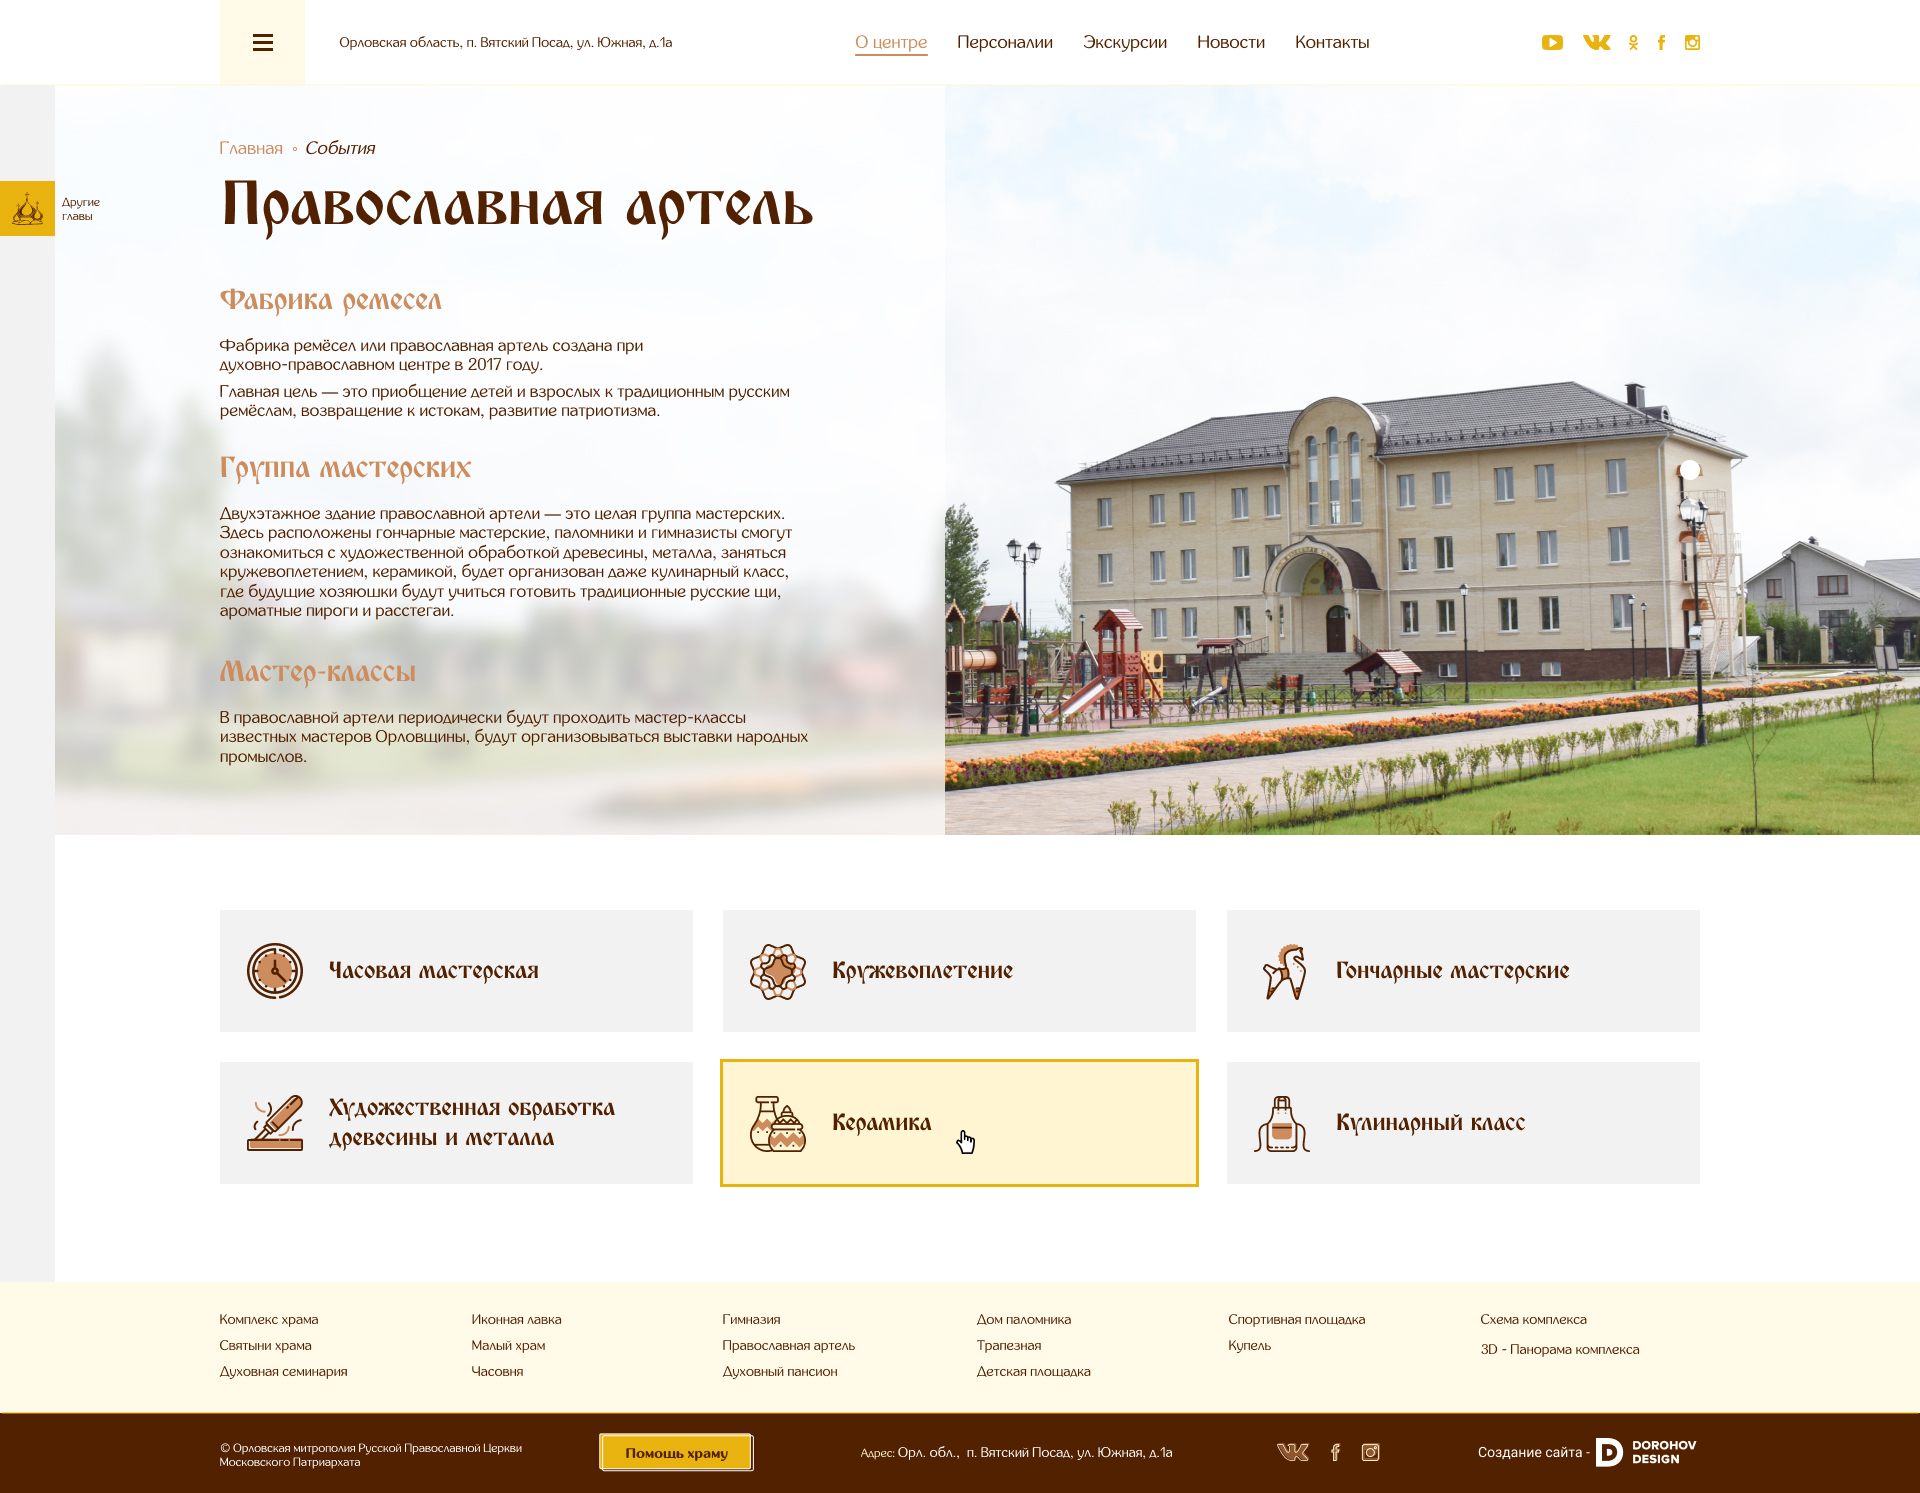 Орловская область, п. Вятский Посад, ул. Южная, д.1а
О центре
Персоналии
Экскурсии
Новости
Контакты
Главная
События
Другие
главы
Православная артель
Фабрика ремесел
Фабрика ремёсел или православная артель создана при
духовно-православном центре в 2017 году.
Главная цель — это приобщение детей и взрослых к традиционным русским
ремёслам, возвращение к истокам, развитие патриотизма.
Группа мастерских
Двухэтажное здание православной артели — это целая группа мастерских.
Здесь расположены гончарные мастерские, паломники и гимназисты смогут
ознакомиться с художественной обработкой древесины, металла, заняться
кружевоплетением, керамикой, будет организован даже кулинарный класс,
где будущие хозяюшки будут учиться готовить традиционные русские щи,
ароматные пироги и расстегаи.
Мастер-классы
В православной артели периодически будут проходить мастер-классы
известных мастеров Орловщины, будут организовываться выставки народных
промыслов.
Часовая мастерская
Кружевоплетение
Гончарные мастерские
Художественная обработка
древесины и металла
Керамика
Кулинарный класс
Комплекс храма
Святыни храма
Духовная семинария
Иконная лавка
Малый храм
Часовня
Гимназия
Православная артель
Духовный пансион
Дом паломника
Трапезная
Детская площадка
Спортивная площадка
Купель
Схема комплекса
3D - Панорама комплекса
© Орловская митрополия Русской Православной Церкви
Московского Патриархата
Помощь храму
Адрес: Орл. обл., п. Вятский Посад, ул. Южная, д.1а
Создание сайта -
DOROHOV
DESIGN